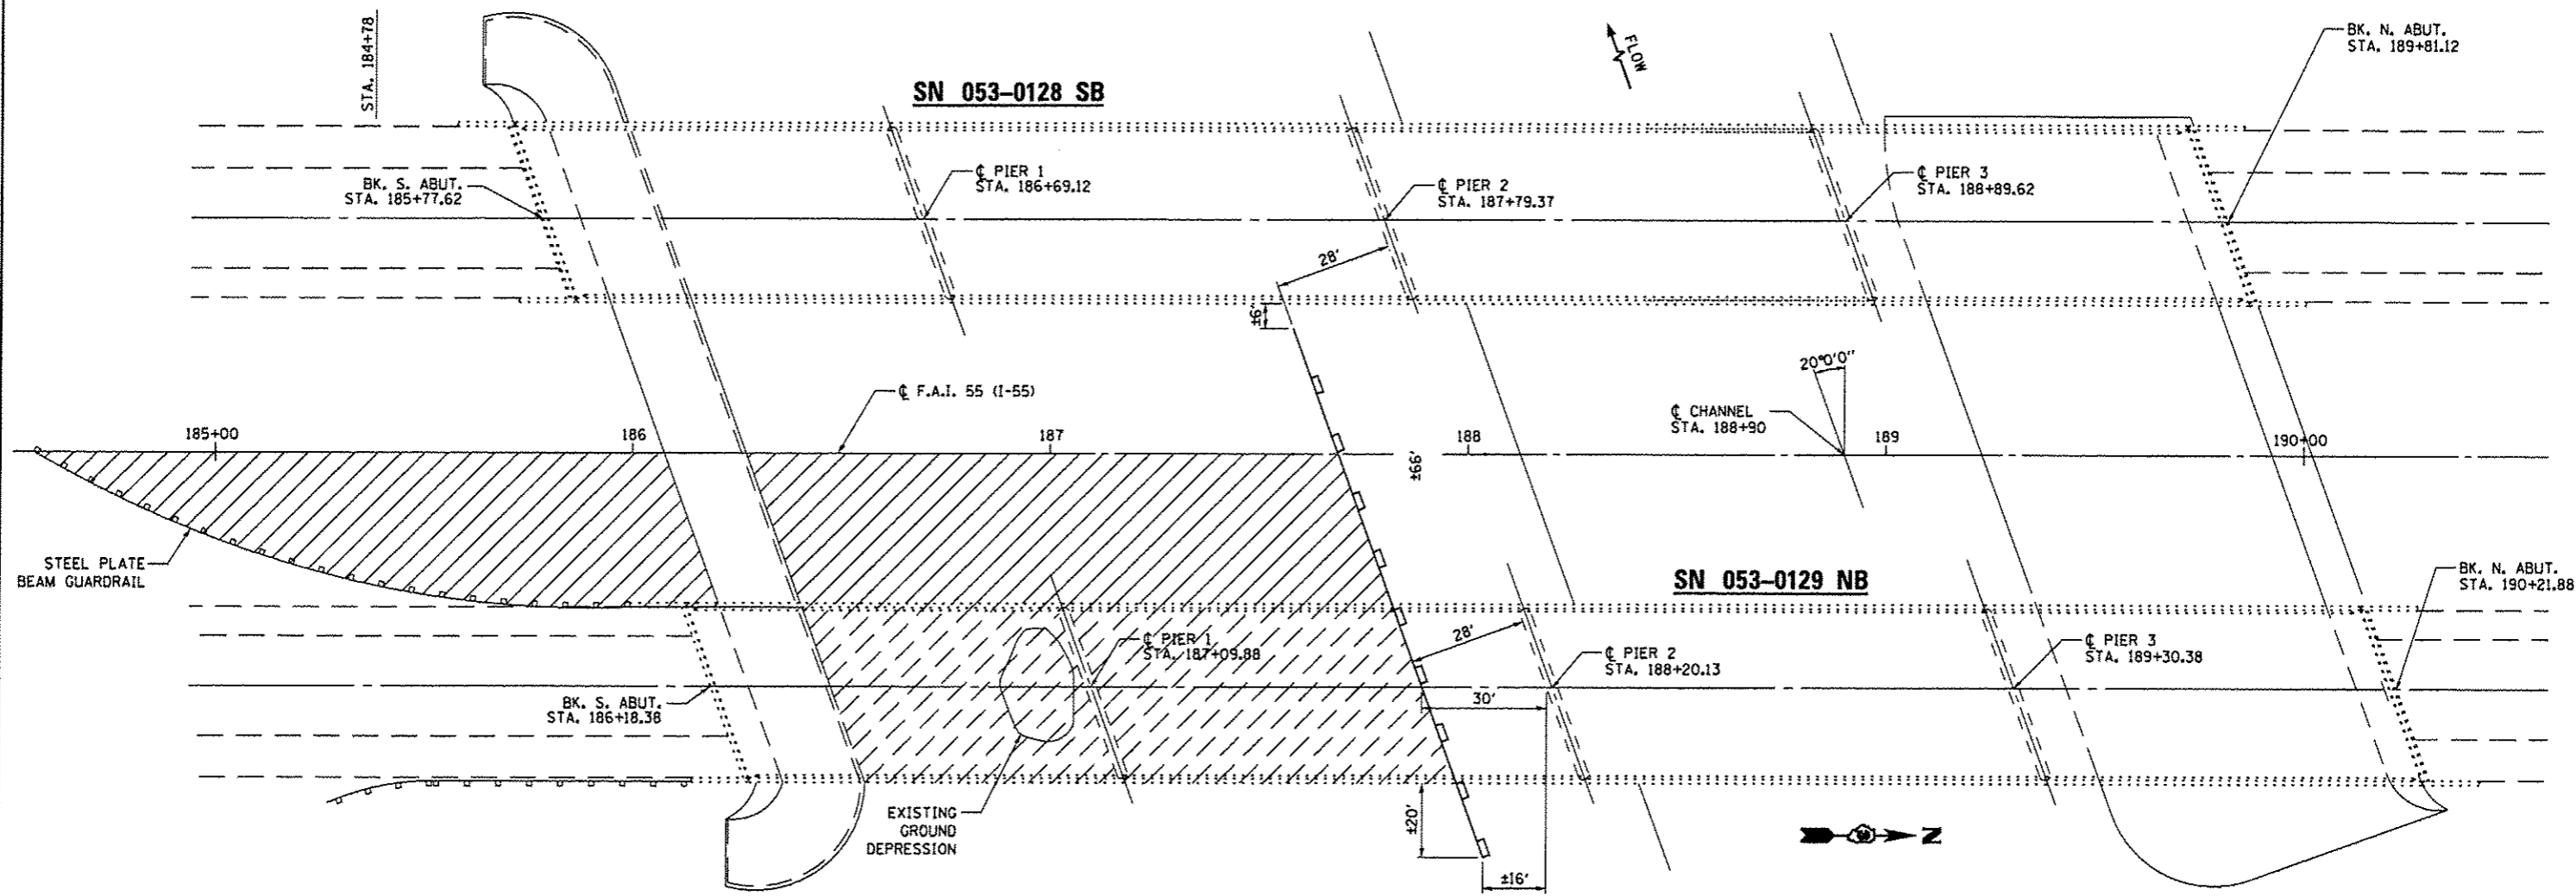 STA. 184+78
SN 053-0128 SB
FLOW
BK. N. ABUT.
STA. 189+81.12
BK. S. ABUT.
STA. 185+77.62
℄ PIER 1
STA. 186+69.12
℄ PIER 2
STA. 187+79.37
℄ PIER 3
STA. 188+89.62
28'
±6'
20°0'0"
℄ F.A.I. 55 (I-55)
℄ CHANNEL
STA. 188+90
185+00
186
187
188
189
190+00
±66'
STEEL PLATE
BEAM GUARDRAIL
SN 053-0129 NB
BK. N. ABUT.
STA. 190+21.88
28'
℄ PIER 1
STA. 187+09.88
℄ PIER 2
STA. 188+20.13
℄ PIER 3
STA. 189+30.38
BK. S. ABUT.
STA. 186+18.38
30'
EXISTING
GROUND
DEPRESSION
±20'
±16'
N